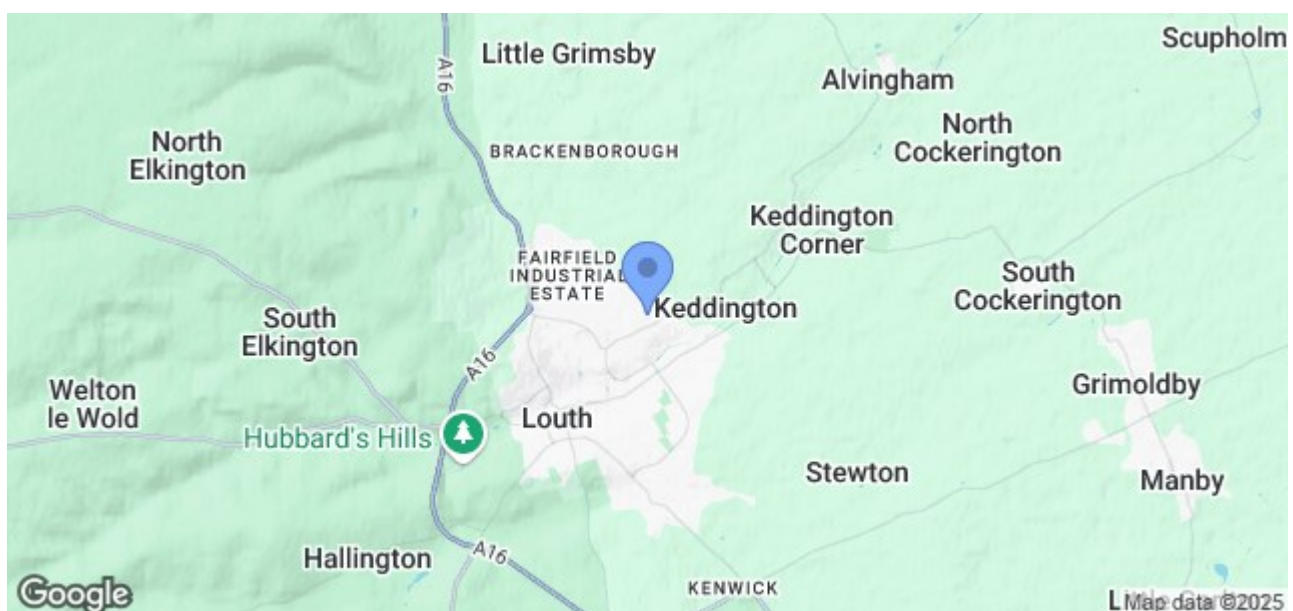 Scupholm
Little Grimsby
A16
Alvingham
North
Elkington
BRACKENBOROUGH
North
Cockerington
Keddington
Corner
FAIRFIELD
INDUSTRIAL
ESTATE
South
Cockerington
Keddington
South
Elkington
A16
Welton
le Wold
Grimoldby
Louth
Hubbard's Hills
Stewton
Manby
Hallington
A16
KENWICK
Google
Map data ©2025